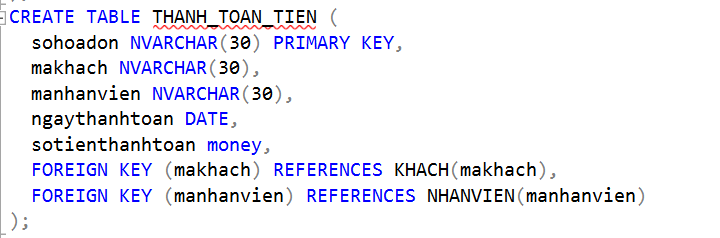 CREATE TABLE THANH_TOAN_TIEN (
sohoadon NVARCHAR(30) PRIMARY KEY,
makhach NVARCHAR(30),
manhanvien NVARCHAR(30),
ngaythanhtoan DATE,
sotienthanhtoan money,
FOREIGN KEY (makhach) REFERENCES KHACH(makhach),
FOREIGN KEY (manhanvien) REFERENCES NHANVIEN(manhanvien)
);